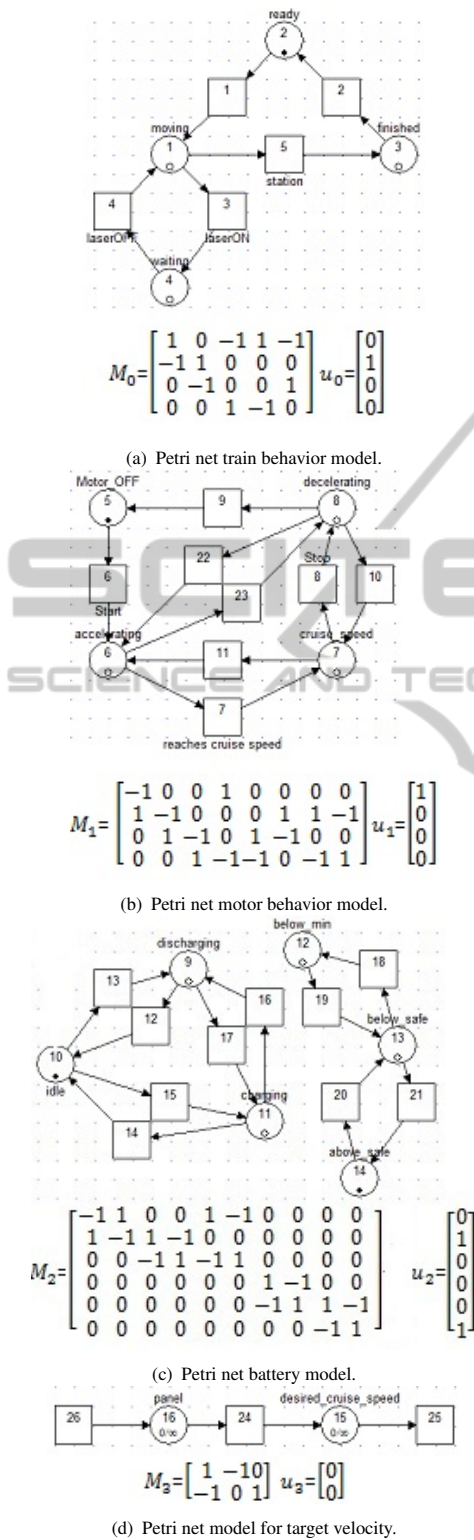 ready
2
1
2
moving
finished
1
5
3
station
4
3
laserOFF
laserON
waiting
4
M₀=[1 0 -1 1 -1
-1 1 0 0 0
0 -1 0 0 1
0 0 1 -1 0] u₀=[0
1
0
0]
(a) Petri net train behavior model.
Motor_OFF
decelerating
5
9
8
22
Stop
6
23
8
10
Start
accelerating
cruise_speed
6
11
7
7
reaches cruise speed
SCIENCE AND TEC
M₁=[-1 0 0 1 0 0 0 0
1 -1 0 0 0 1 1 -1
0 1 -1 0 1 -1 0 0
0 0 1 -1 -1 0 -1 1] u₁=[1
0
0
0]
(b) Petri net motor behavior model.
discharging
below_min
9
12
13
16
18
12
19
17
below_safe
10
13
idle
15
charging
20
21
14
11
above_safe
14
M₂=[-1 1 0 0 1 -1 0 0 0 0
1 -1 1 -1 0 0 0 0 0 0
0 0 -1 1 -1 1 0 0 0 0
0 0 0 0 0 0 1 -1 0 0
0 0 0 0 0 0 -1 1 1 -1
0 0 0 0 0 0 0 0 -1 1] u₂=[0
1
0
0
0
1]
(c) Petri net battery model.
panel
desired_cruise_speed
26
16
0/∞
24
15
0/∞
25
M₃=[1 -1 0
-1 0 1] u₃=[0
0]
(d) Petri net model for target velocity.